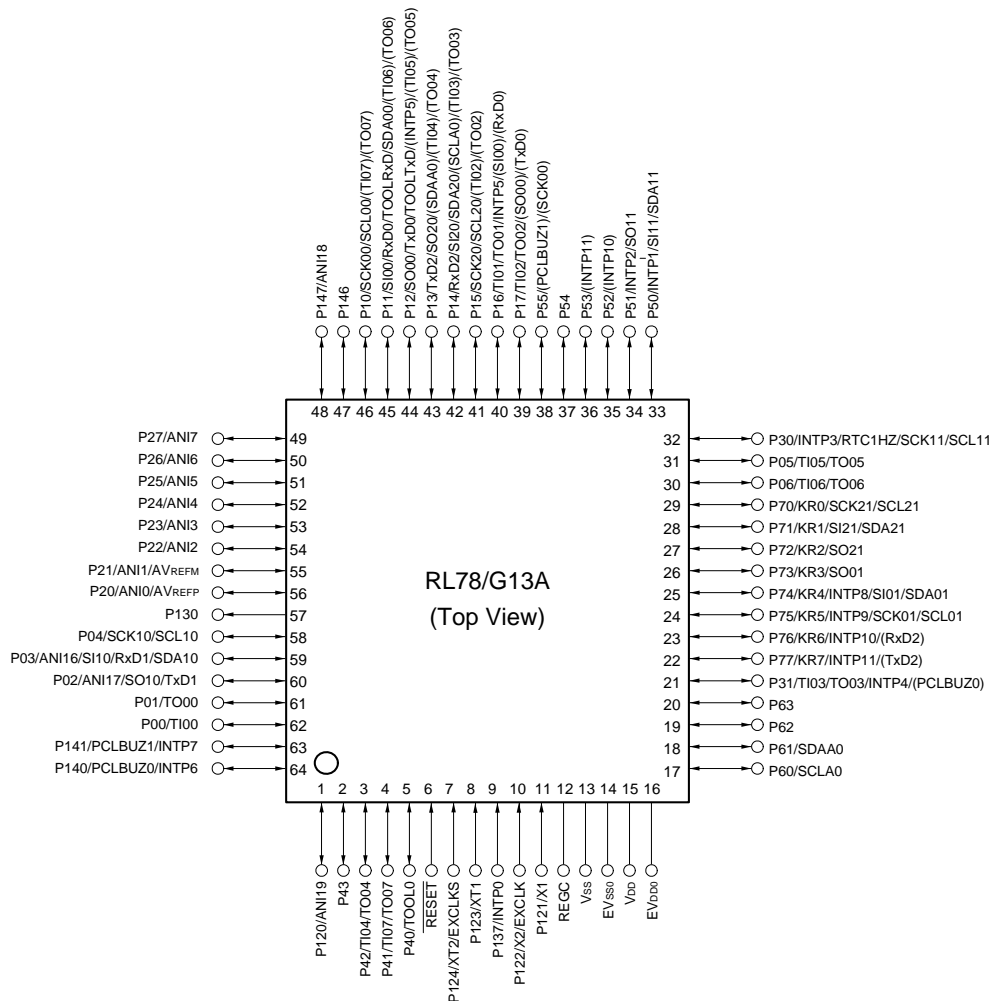 P147/ANI18
P146
P10/SCK00/SCL00/(TI07)/(TO07)
P11/SI00/RxD0/TOOLRxD/SDA00/(TI06)/(TO06)
P12/SO00/TxD0/TOOLTxD/(INTP5)/(TI05)/(TO05)
P13/TxD2/SO20/(SDAA0)/(TI04)/(TO04)
P14/RxD2/SI20/SDA20/(SCLA0)/(TI03)/(TO03)
P15/SCK20/SCL20/(TI02)/(TO02)
P16/TI01/TO01/INTP5/(SI00)/(RxD0)
P17/TI02/TO02/(SO00)/(TxD0)
P55/(PCLBUZ1)/(SCK00)
P54
P53/(INTP11)
P52/(INTP10)
P51/INTP2/SO11
P50/INTP1/SI11/SDA11
48 47 46 45 44 43 42 41 40 39 38 37 36 35 34 33
P27/ANI7 49
P26/ANI6 50
P25/ANI5 51
P24/ANI4 52
P23/ANI3 53
P22/ANI2 54
P21/ANI1/AVREFM 55
P20/ANI0/AVREFP 56
P130 57
P04/SCK10/SCL10 58
P03/ANI16/SI10/RxD1/SDA10 59
P02/ANI17/SO10/TxD1 60
P01/TO00 61
P00/TI00 62
P141/PCLBUZ1/INTP7 63
P140/PCLBUZ0/INTP6 64
RL78/G13A
(Top View)
32 P30/INTP3/RTC1HZ/SCK11/SCL11
31 P05/TI05/TO05
30 P06/TI06/TO06
29 P70/KR0/SCK21/SCL21
28 P71/KR1/SI21/SDA21
27 P72/KR2/SO21
26 P73/KR3/SO01
25 P74/KR4/INTP8/SI01/SDA01
24 P75/KR5/INTP9/SCK01/SCL01
23 P76/KR6/INTP10/(RxD2)
22 P77/KR7/INTP11/(TxD2)
21 P31/TI03/TO03/INTP4/(PCLBUZ0)
20 P63
19 P62
18 P61/SDAA0
17 P60/SCLA0
1 2 3 4 5 6 7 8 9 10 11 12 13 14 15 16
P120/ANI19
P43
P42/TI04/TO04
P41/TI07/TO07
P40/TOOL0
RESET
P124/XT2/EXCLKS
P123/XT1
P137/INTP0
P122/X2/EXCLK
P121/X1
REGC
VSS
EVSS0
VDD
EVDD0